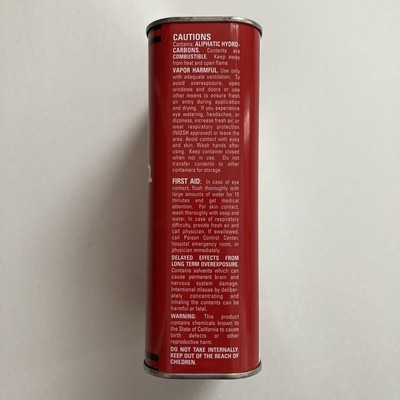 CAUTIONS
Contains: ALIPHATIC HYDRO-
CARBONS. Contents are
COMBUSTIBLE. Keep away
from heat and open flame.
VAPOR HARMFUL. Use only
with adequate ventilation. To
avoid overexposure, open
windows and doors or use
other means to ensure fresh
air entry during application
and drying. If you experience
eye watering, headaches, or
dizziness, increase fresh air, or
wear respiratory protection
(NIOSH approved) or leave the
area. Avoid contact with eyes
and skin. Wash hands after
using. Keep container closed
when not in use. Do not
transfer contents to other
containers for storage.
FIRST AID: In case of eye
contact, flush thoroughly with
large amounts of water for 15
minutes and get medical
attention. For skin contact,
wash thoroughly with soap and
water. In case of respiratory
difficulty, provide fresh air and
call physician. If swallowed,
call Poison Control Center,
hospital emergency room, or
physician immediately.
DELAYED EFFECTS FROM
LONG TERM OVEREXPOSURE.
Contains solvents which can
cause permanent brain and
nervous system damage.
Intentional misuse by deliber-
ately concentrating and
inhaling the contents can be
harmful or fatal.
WARNING: This product
contains chemicals known to
the State of California to cause
birth defects or other
reproductive harm.
DO NOT TAKE INTERNALLY.
KEEP OUT OF THE REACH OF
CHILDREN.